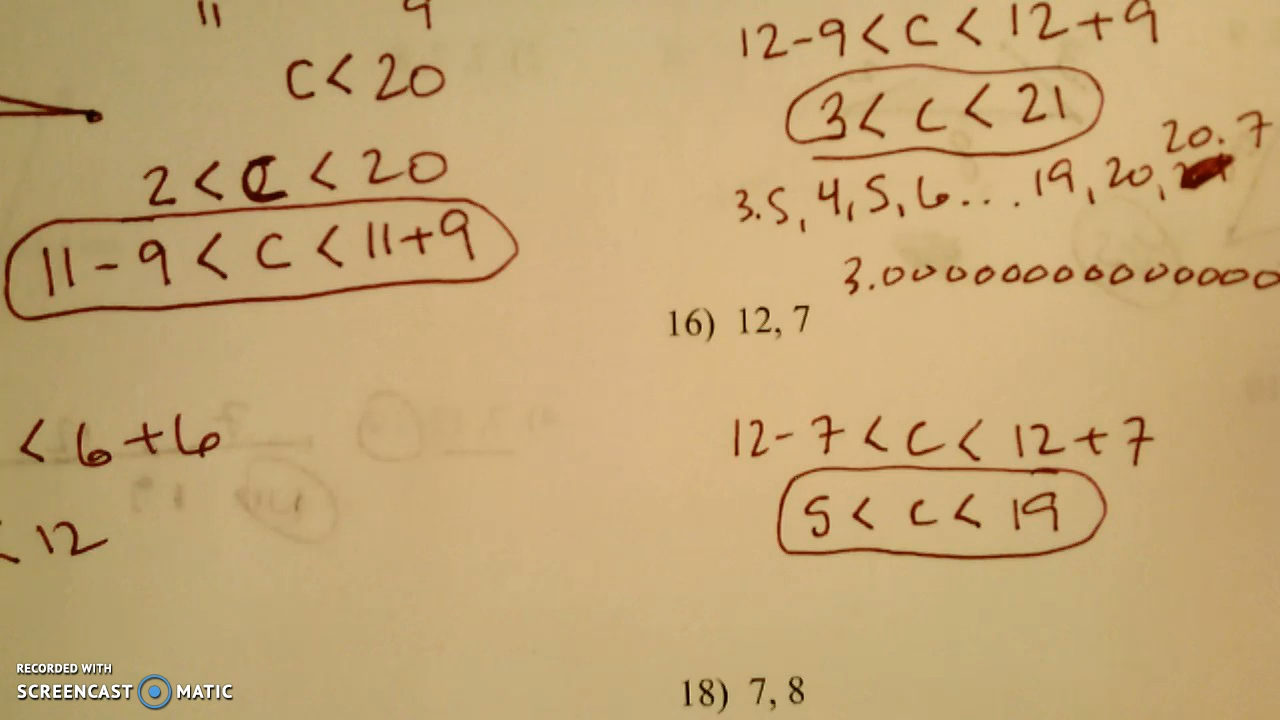 11 9
C < 20
2 < C < 20
11 - 9 < C < 11 + 9
< 6 + 6
< 12
12 - 9 < C < 12 + 9
3 < C < 21
20.7
3.5, 4, 5, 6 ... 19, 20,
3.00000000000000
16) 12, 7
12 - 7 < C < 12 + 7
5 < C < 19
18) 7, 8
RECORDED WITH
SCREENCAST MATIC